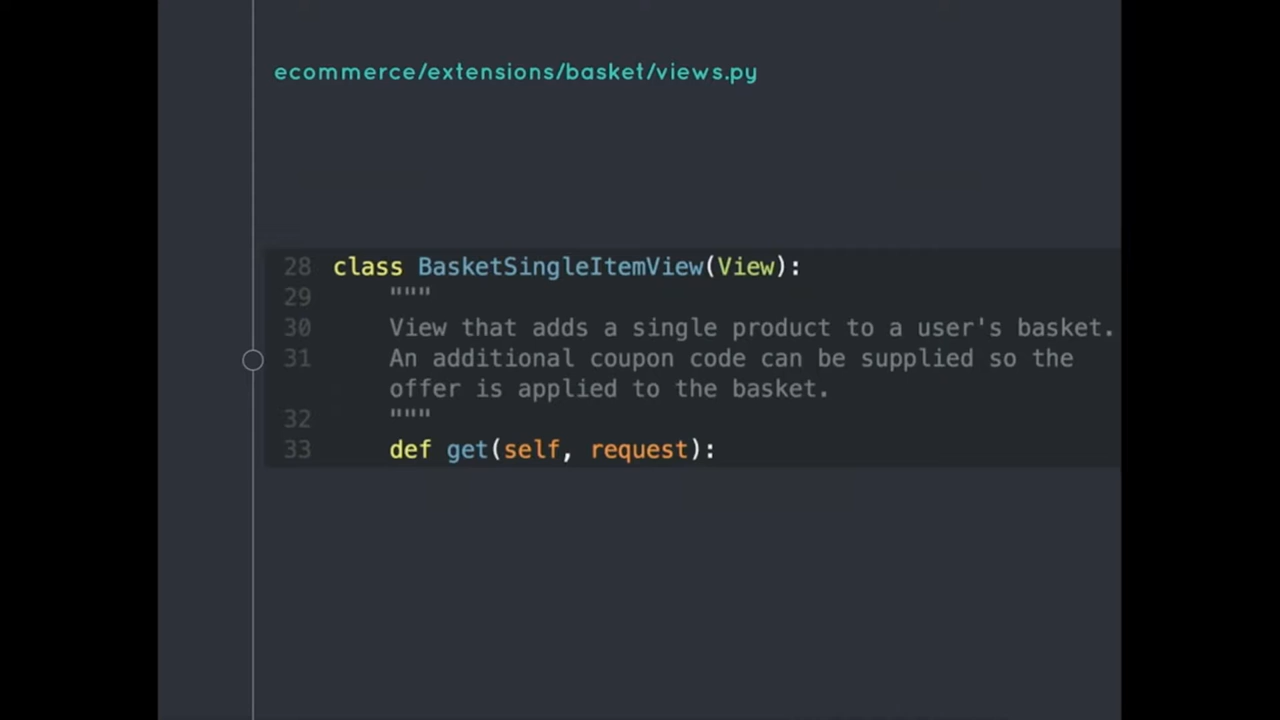 ecommerce/extensions/basket/views.py
28 class BasketSingleItemView(View):
29 """
30 View that adds a single product to a user's basket.
31 An additional coupon code can be supplied so the
offer is applied to the basket.
32 """
33 def get(self, request):